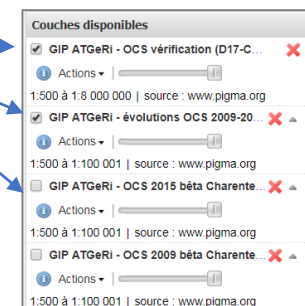 Couches disponibles
GIP ATGeRi - OCS vérification (D17-C...
Actions
1:500 à 1:8 000 000 | source : www.pigma.org
GIP ATGeRi - évolutions OCS 2009-20...
Actions
1:500 à 1:100 001 | source : www.pigma.org
GIP ATGeRi - OCS 2015 bêta Charente...
Actions
1:500 à 1:100 001 | source : www.pigma.org
GIP ATGeRi - OCS 2009 bêta Charente...
Actions
1:500 à 1:100 001 | source : www.pigma.org